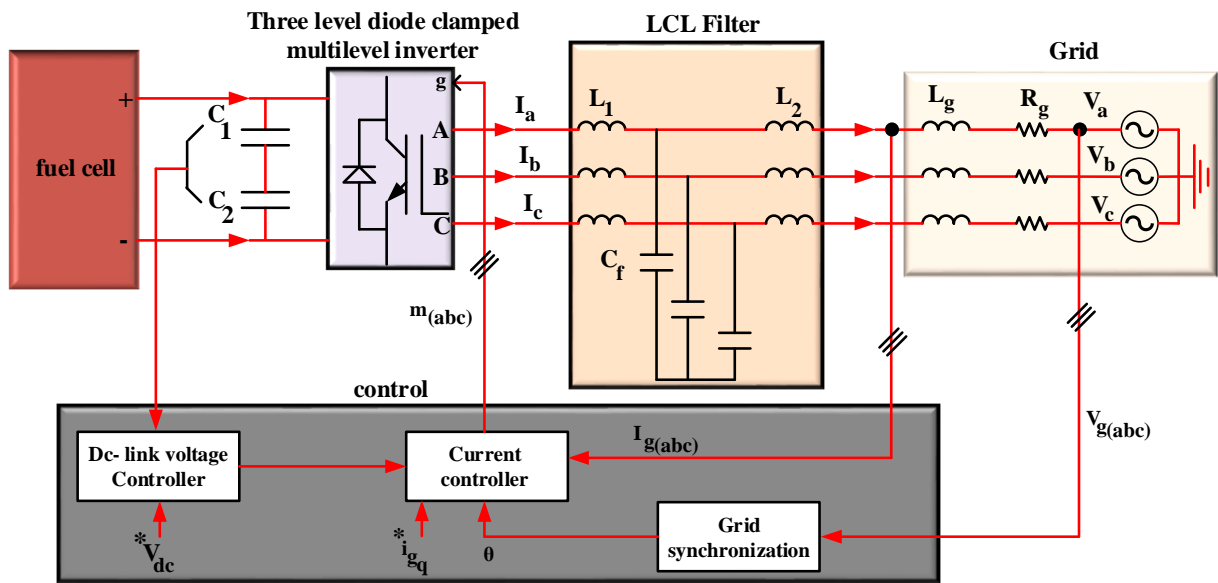 Three level diode clamped
multilevel inverter
LCL Filter
Grid
fuel cell
+
-
C1
C2
g
A
B
C
Ia
Ib
Ic
L1
L2
Cf
Lg
Rg
Va
Vb
Vc
m(abc)
control
Dc- link voltage
Controller
Current
controller
Ig(abc)
Vg(abc)
Grid
synchronization
*Vdc
*igq
θ